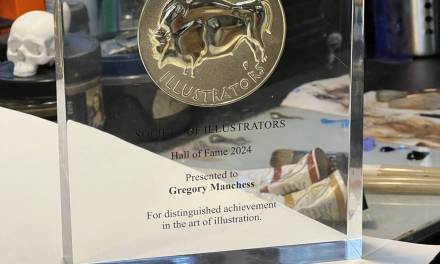 ILLUSTRATORS
SOCIETY OF ILLUSTRATORS
Hall of Fame 2024
Presented to
Gregory Manchess
For distinguished achievement
in the art of illustration.